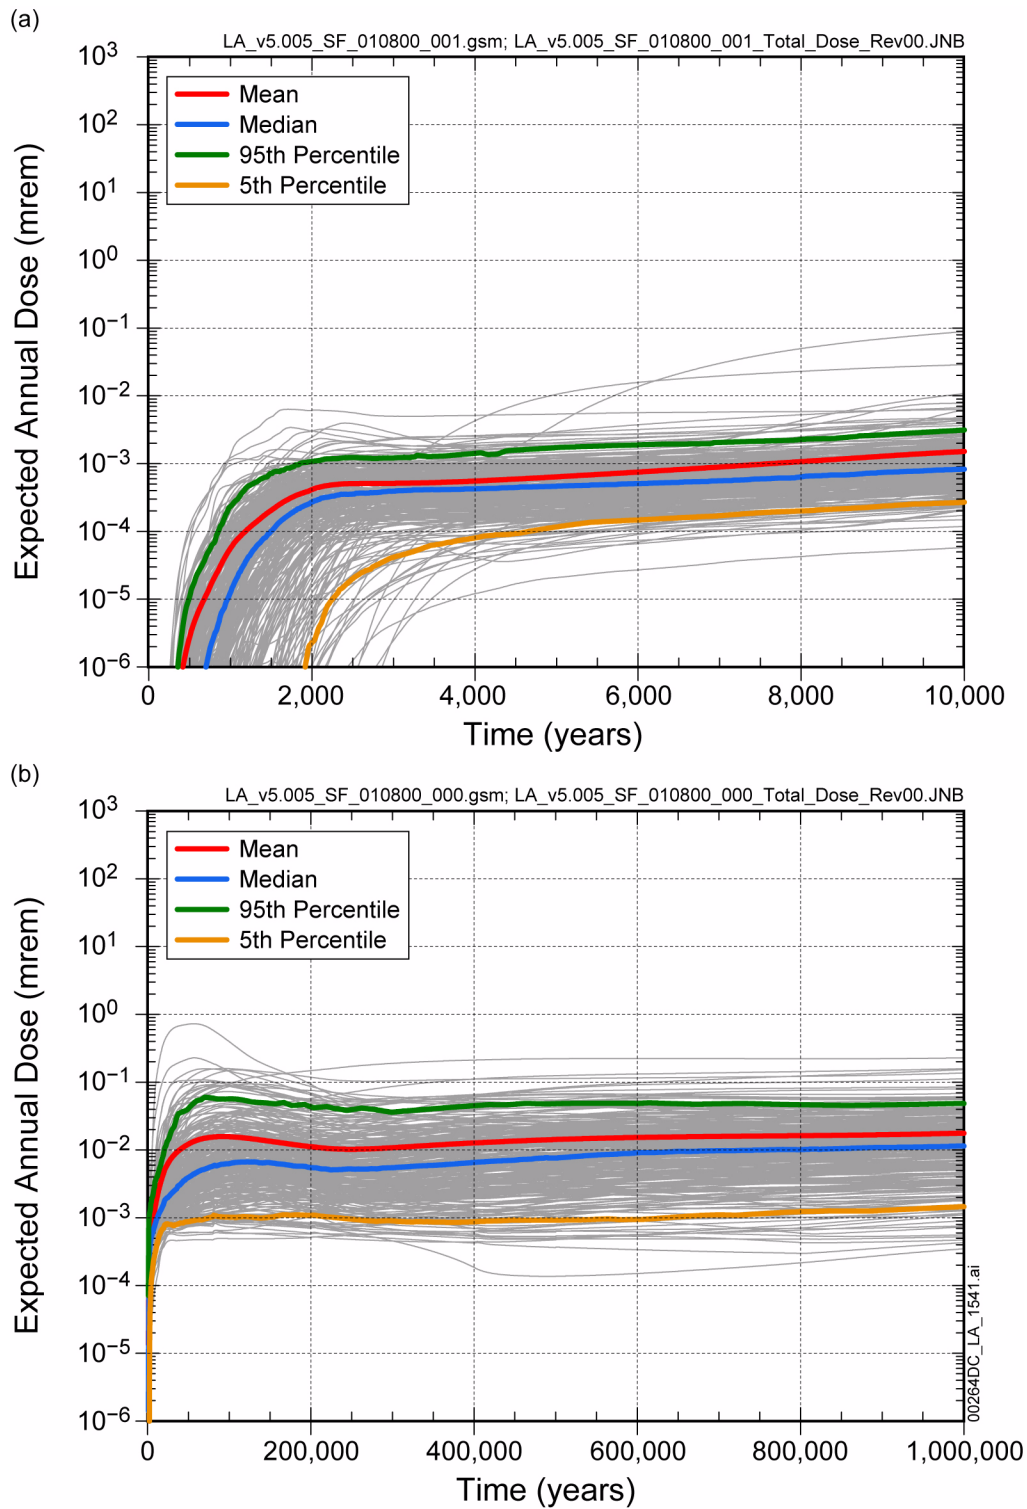 (a)
LA_v5.005_SF_010800_001.gsm; LA_v5.005_SF_010800_001_Total_Dose_Rev00.JNB
Expected Annual Dose (mrem)
10³
10²
10¹
10⁰
10⁻¹
10⁻²
10⁻³
10⁻⁴
10⁻⁵
10⁻⁶
Mean
Median
95th Percentile
5th Percentile
0 2,000 4,000 6,000 8,000 10,000
Time (years)
(b)
LA_v5.005_SF_010800_000.gsm; LA_v5.005_SF_010800_000_Total_Dose_Rev00.JNB
Expected Annual Dose (mrem)
10³
10²
10¹
10⁰
10⁻¹
10⁻²
10⁻³
10⁻⁴
10⁻⁵
10⁻⁶
Mean
Median
95th Percentile
5th Percentile
0 200,000 400,000 600,000 800,000 1,000,000
Time (years)
00264DC_LA_1541.ai